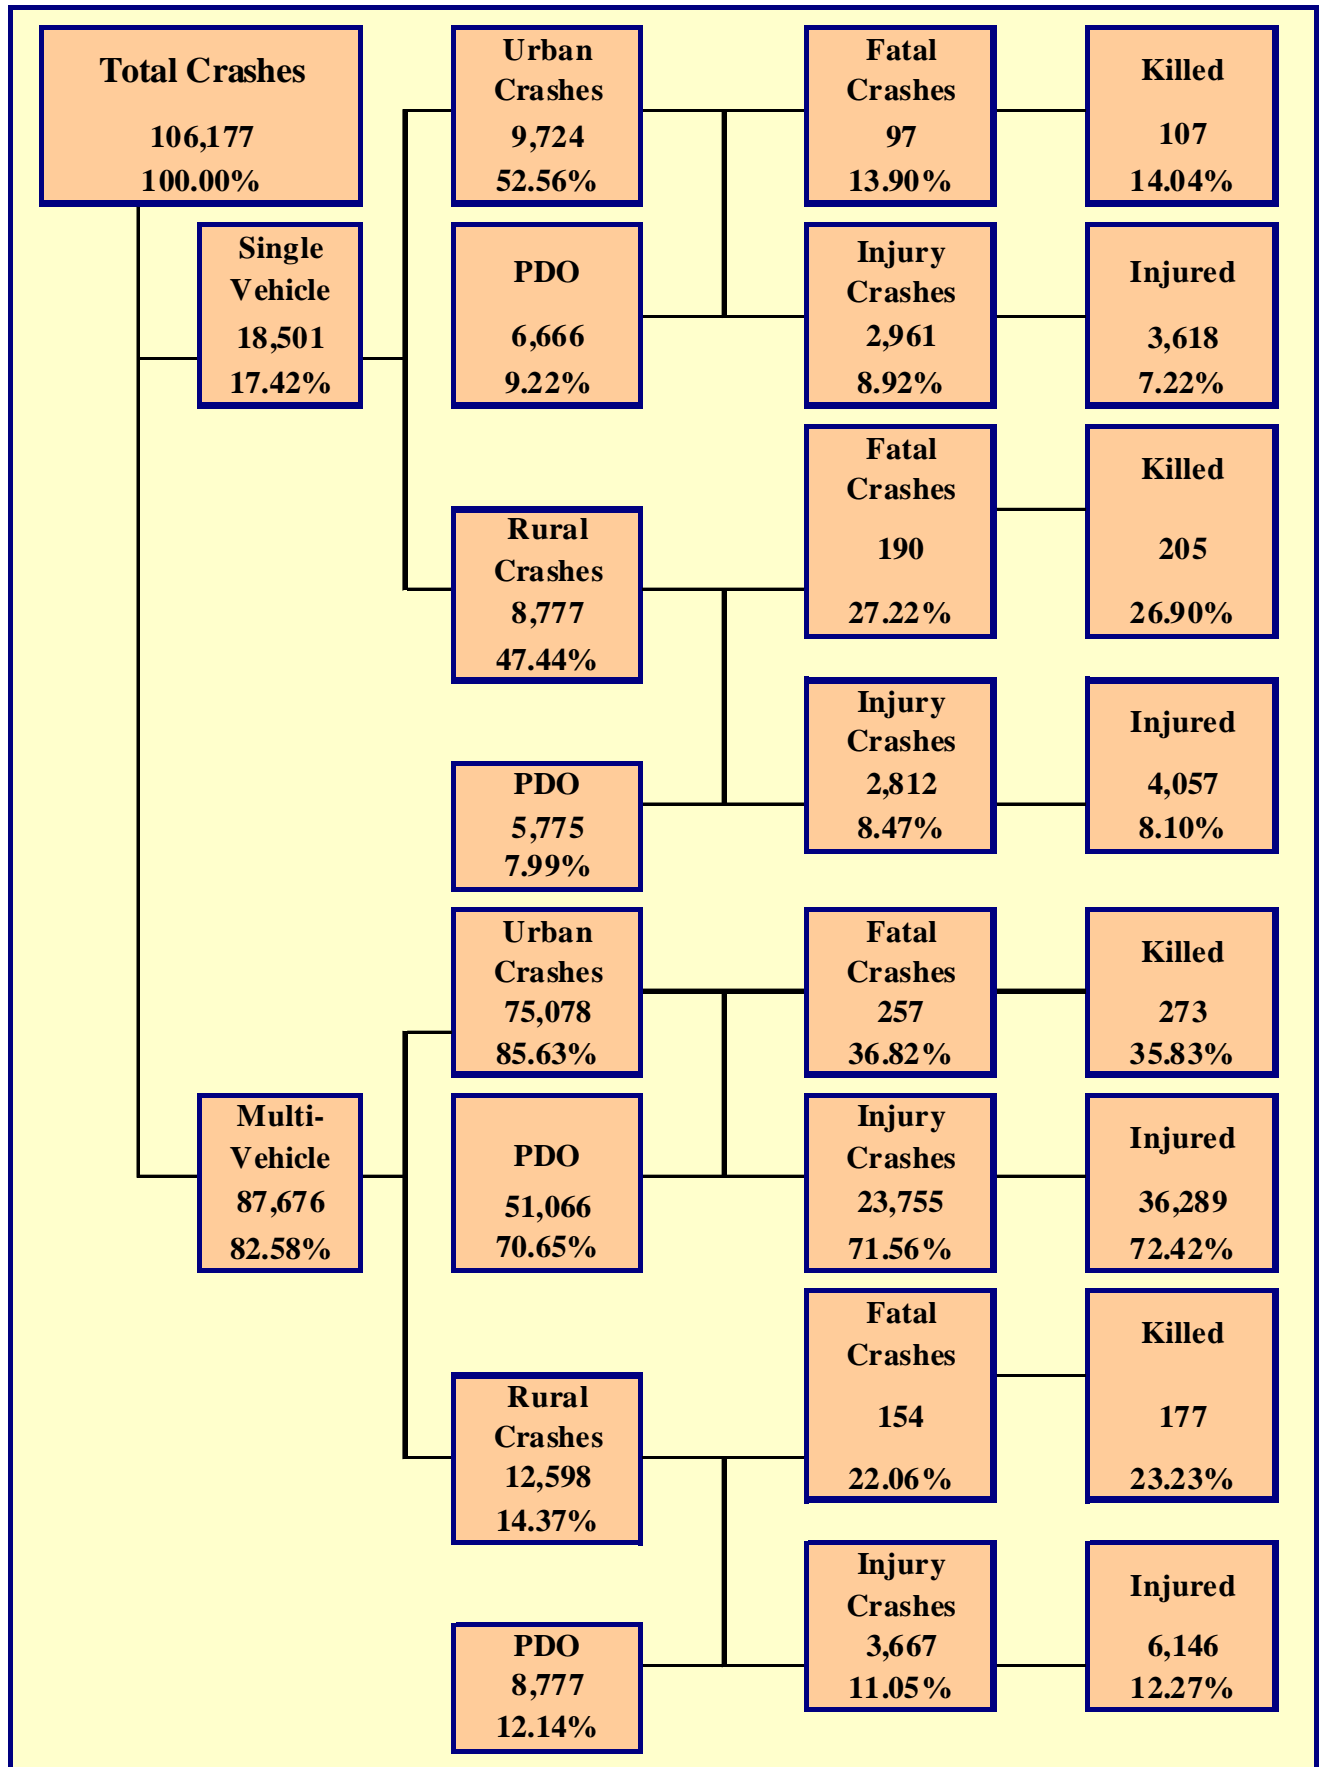 Total Crashes
106,177
100.00%
Single
Vehicle
18,501
17.42%
Urban
Crashes
9,724
52.56%
Fatal
Crashes
97
13.90%
Killed
107
14.04%
PDO
6,666
9.22%
Injury
Crashes
2,961
8.92%
Injured
3,618
7.22%
Rural
Crashes
8,777
47.44%
Fatal
Crashes
190
27.22%
Killed
205
26.90%
PDO
5,775
7.99%
Injury
Crashes
2,812
8.47%
Injured
4,057
8.10%
Multi-
Vehicle
87,676
82.58%
Urban
Crashes
75,078
85.63%
Fatal
Crashes
257
36.82%
Killed
273
35.83%
PDO
51,066
70.65%
Injury
Crashes
23,755
71.56%
Injured
36,289
72.42%
Rural
Crashes
12,598
14.37%
Fatal
Crashes
154
22.06%
Killed
177
23.23%
PDO
8,777
12.14%
Injury
Crashes
3,667
11.05%
Injured
6,146
12.27%